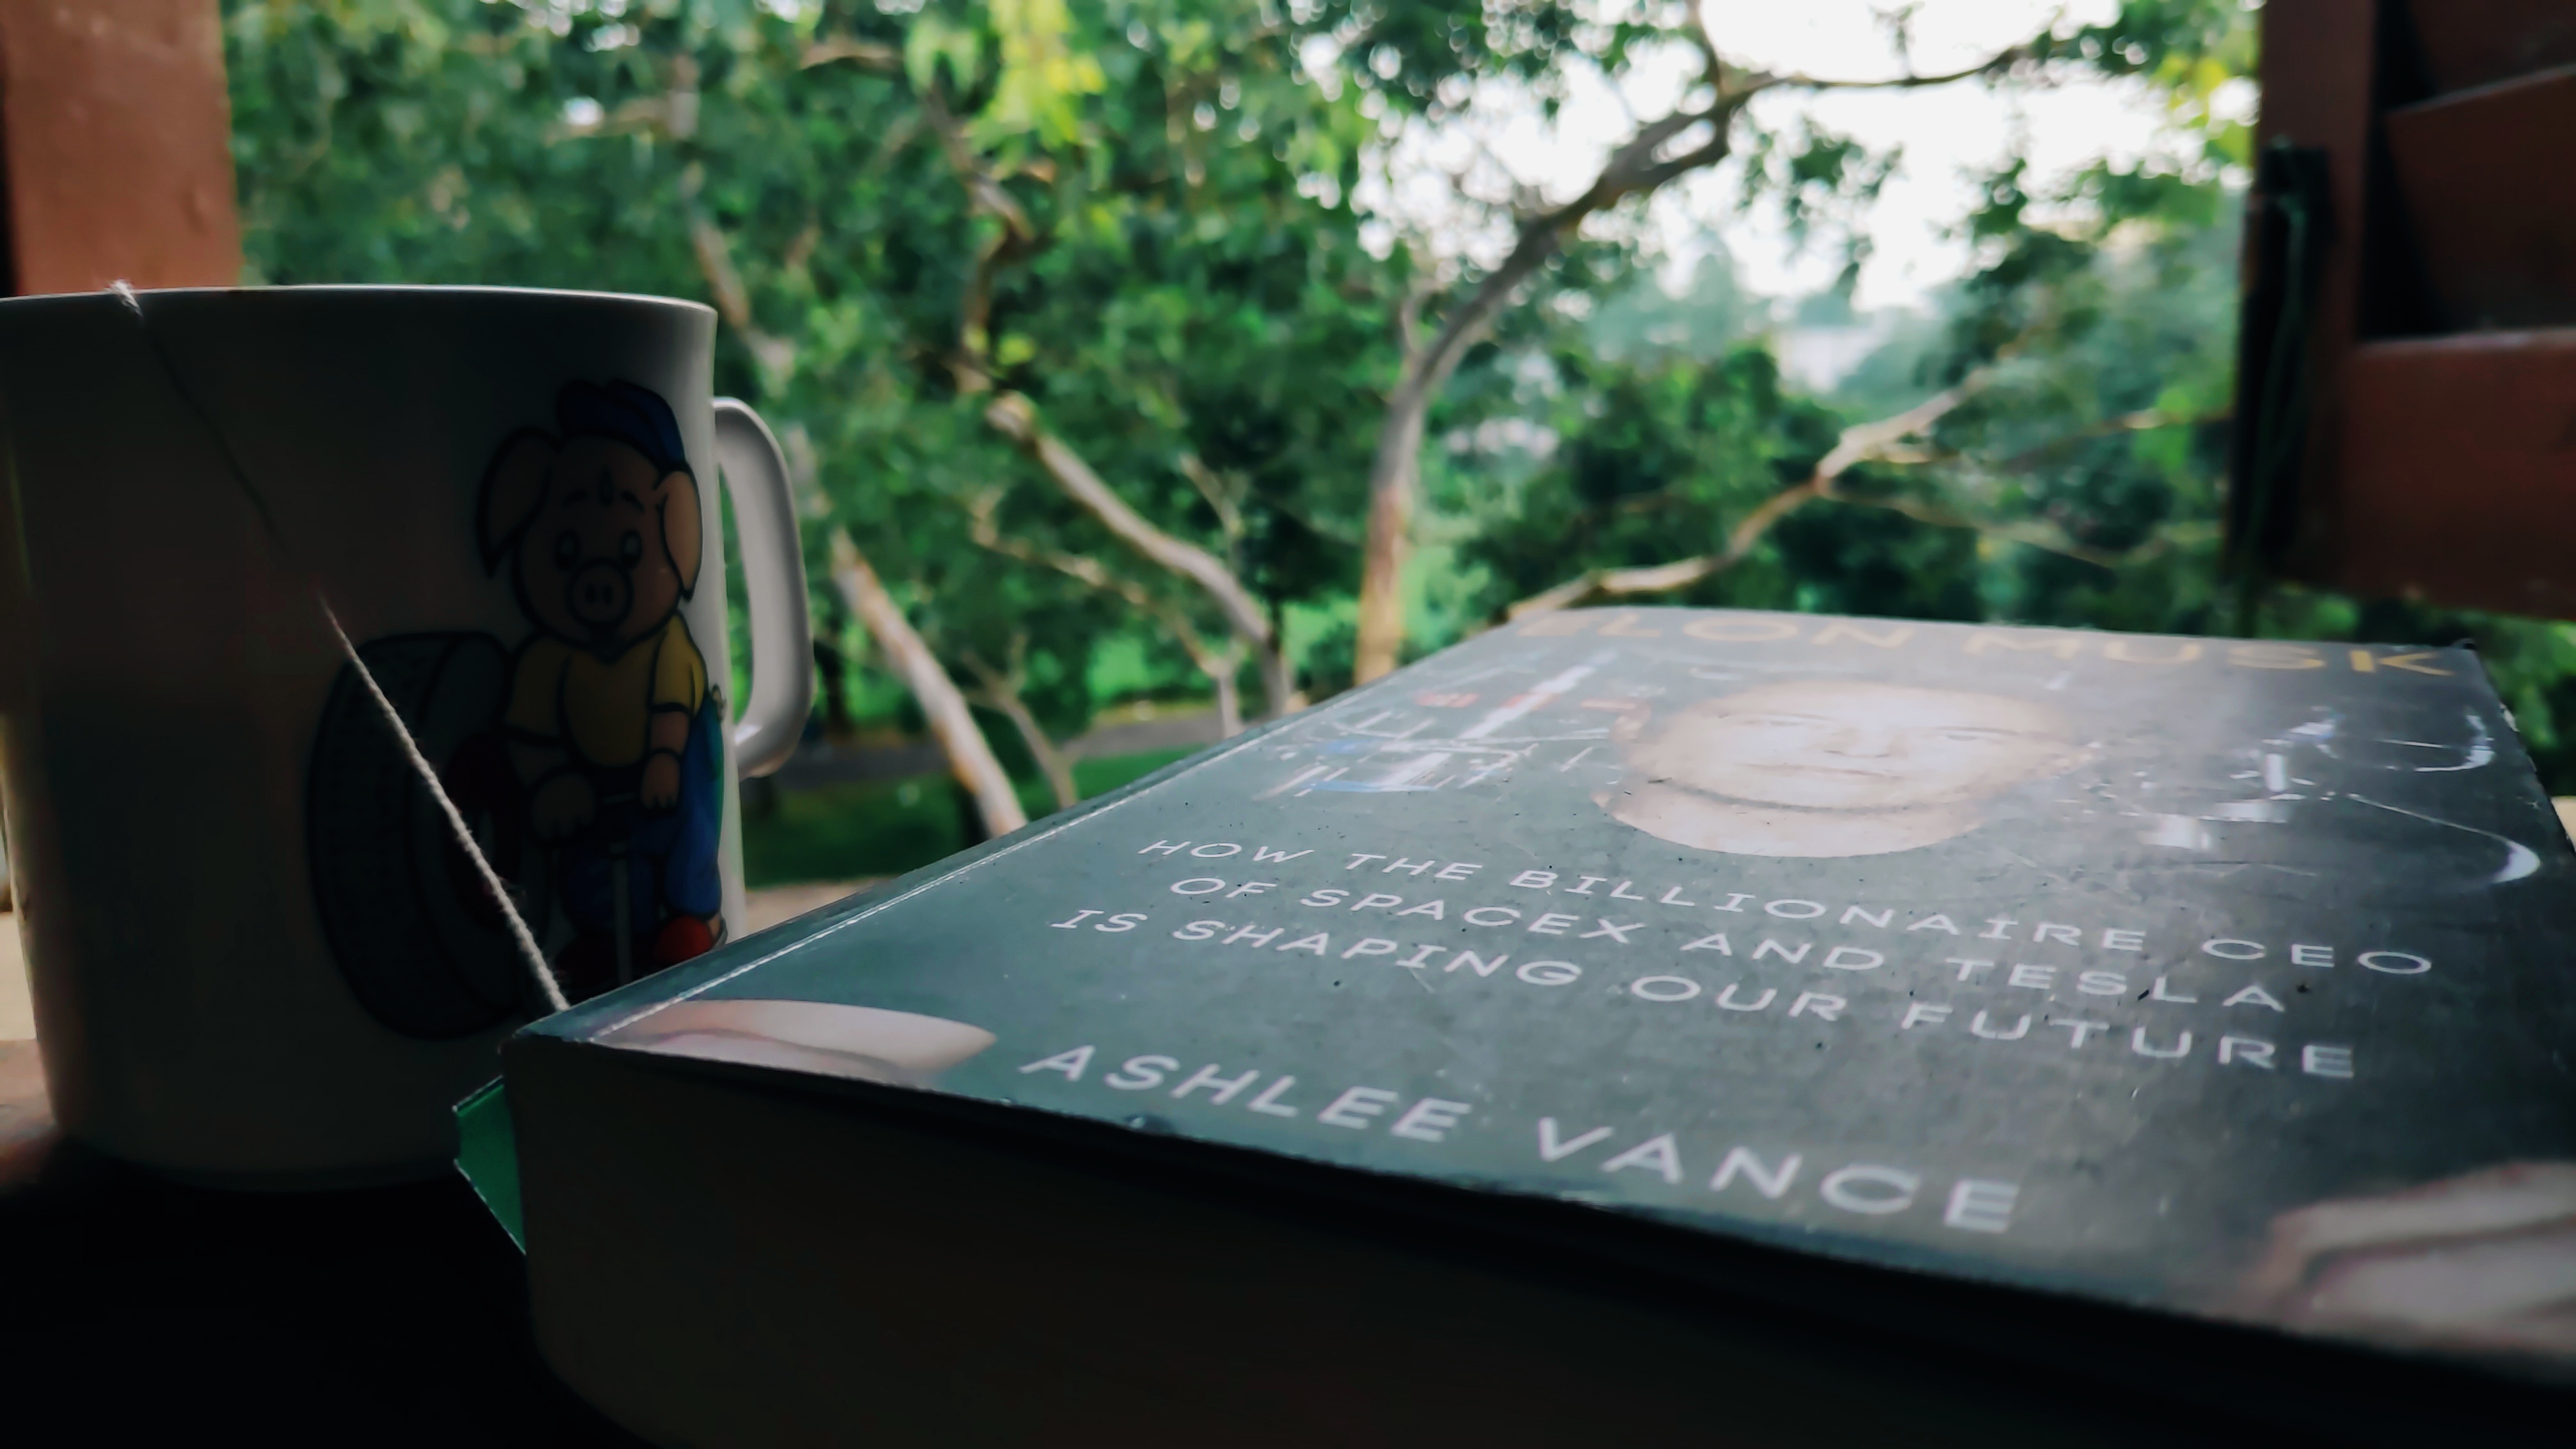 ELON MUSK
HOW THE BILLIONAIRE CEO
OF SPACEX AND TESLA
IS SHAPING OUR FUTURE
ASHLEE VANCE